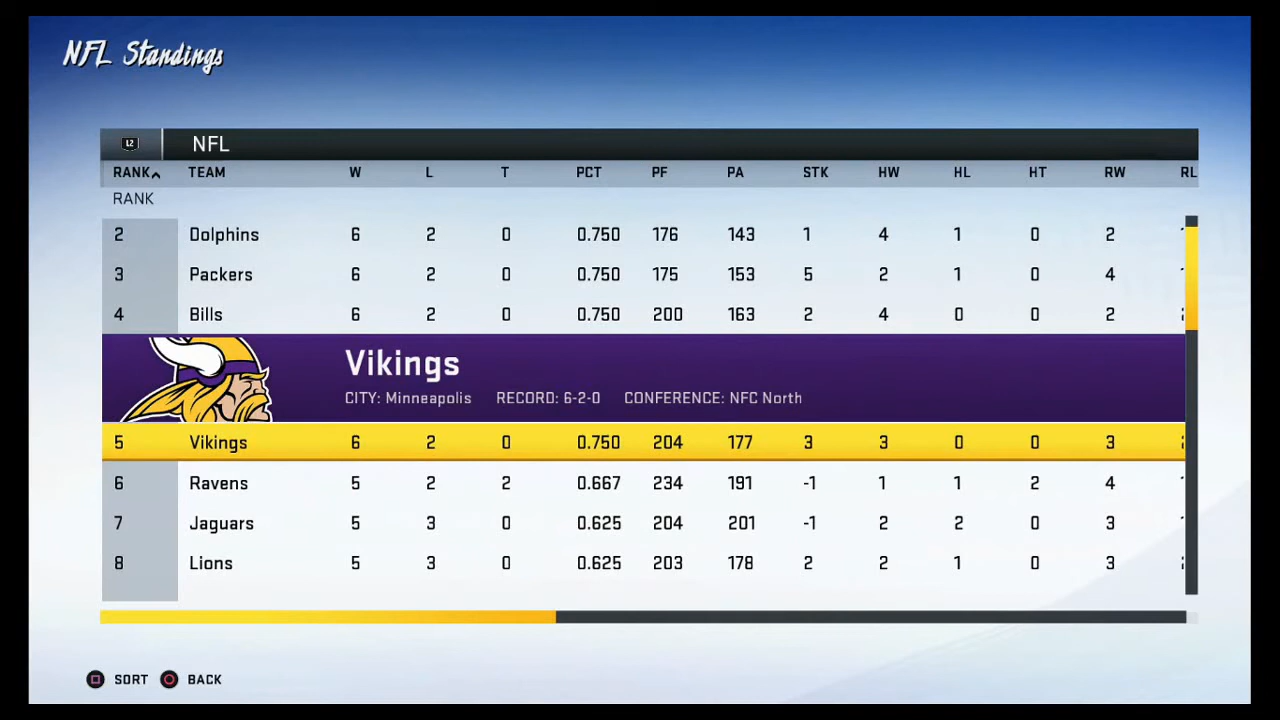 NFL Standings
L2 NFL
RANK TEAM W L T PCT PF PA STK HW HL HT RW RL
RANK
2 Dolphins 6 2 0 0.750 176 143 1 4 1 0 2
3 Packers 6 2 0 0.750 175 153 5 2 1 0 4
4 Bills 6 2 0 0.750 200 163 2 4 0 0 2
Vikings
CITY: Minneapolis RECORD: 6-2-0 CONFERENCE: NFC North
5 Vikings 6 2 0 0.750 204 177 3 3 0 0 3
6 Ravens 5 2 2 0.667 234 191 -1 1 1 2 4
7 Jaguars 5 3 0 0.625 204 201 -1 2 2 0 3
8 Lions 5 3 0 0.625 203 178 2 2 1 0 3
SORT BACK